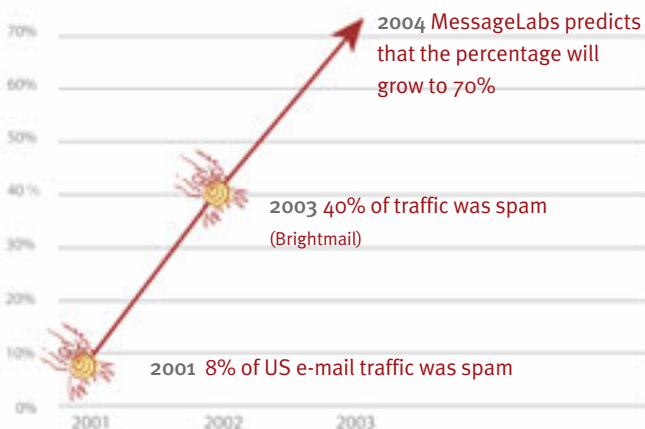 70%
2004 MessageLabs predicts
that the percentage will
grow to 70%
60%
50%
40 %
2003 40% of traffic was spam
(Brightmail)
30%
20%
10%
2001 8% of US e-mail traffic was spam
0%
2001 2002 2003